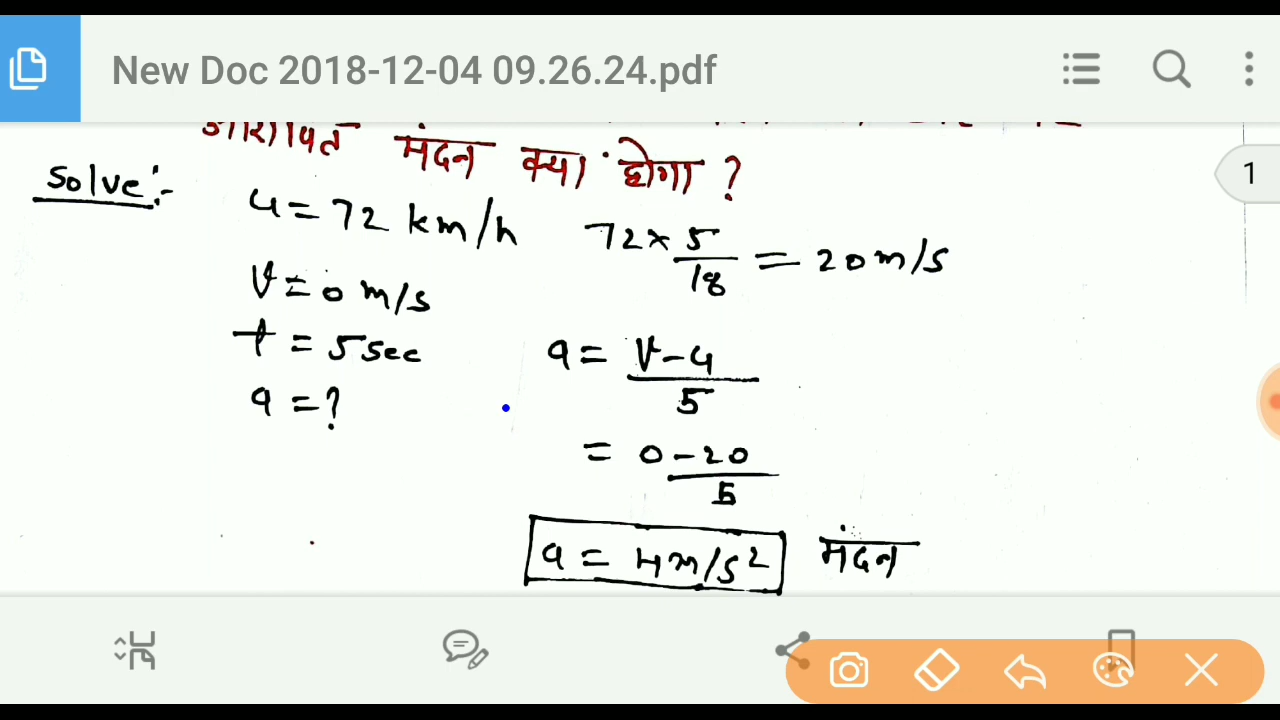 New Doc 2018-12-04 09.26.24.pdf
1
मंदन क्या होगा ?
Solve:-
u = 72 km/h
72 × 5/18 = 20 m/s
v = 0 m/s
t = 5 sec
a = ?
a = v-u/5
= 0-20/5
a = 4m/s²
मंदन